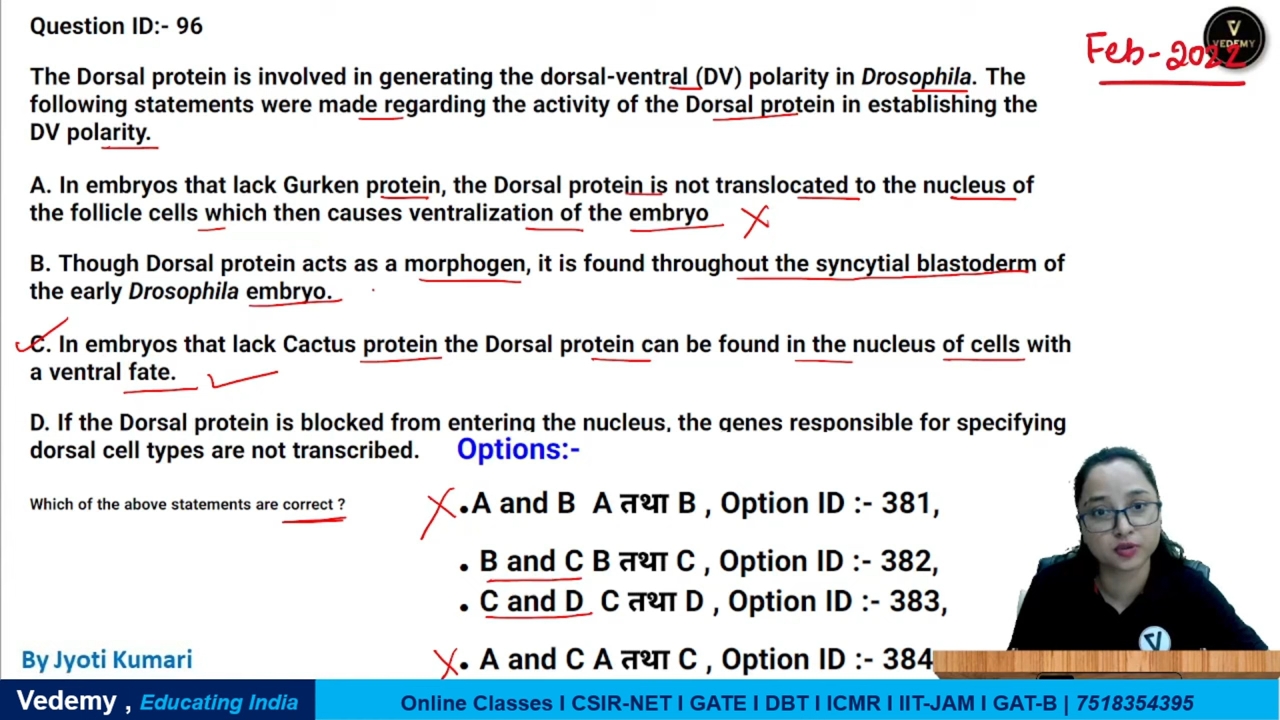 Question ID:- 96
Feb-2022
VEDEMY
The Dorsal protein is involved in generating the dorsal-ventral (DV) polarity in Drosophila. The
following statements were made regarding the activity of the Dorsal protein in establishing the
DV polarity.
A. In embryos that lack Gurken protein, the Dorsal protein is not translocated to the nucleus of
the follicle cells which then causes ventralization of the embryo
B. Though Dorsal protein acts as a morphogen, it is found throughout the syncytial blastoderm of
the early Drosophila embryo.
C. In embryos that lack Cactus protein the Dorsal protein can be found in the nucleus of cells with
a ventral fate.
D. If the Dorsal protein is blocked from entering the nucleus, the genes responsible for specifying
dorsal cell types are not transcribed.
Options:-
Which of the above statements are correct ?
• A and B A तथा B , Option ID :- 381,
• B and C B तथा C , Option ID :- 382,
• C and D C तथा D , Option ID :- 383,
• A and C A तथा C , Option ID :- 384
By Jyoti Kumari
Vedemy , Educating India
Online Classes I CSIR-NET I GATE I DBT I ICMR I IIT-JAM I GAT-B I 7518354395